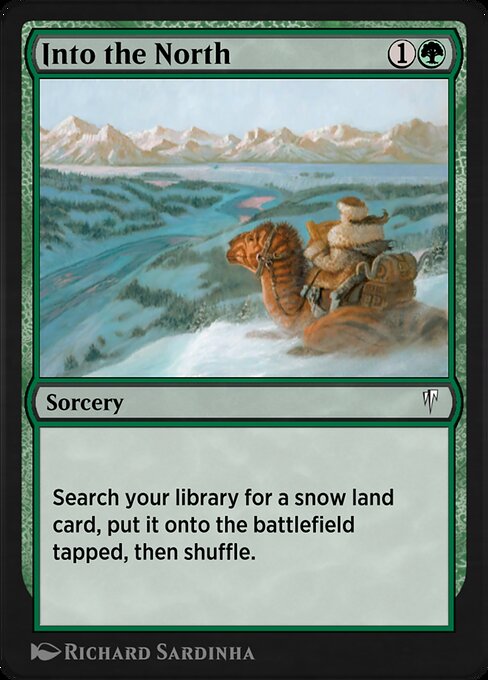 Into the North 1
Sorcery
Search your library for a snow land
card, put it onto the battlefield
tapped, then shuffle.
RICHARD SARDINHA